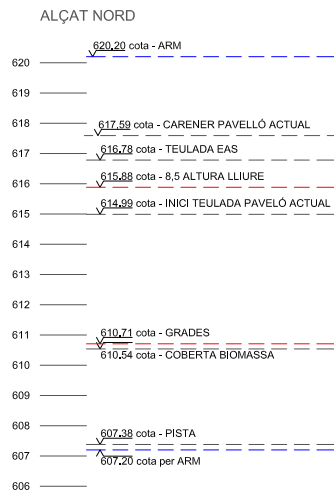 ALÇAT NORD
620.20 cota - ARM
620
619
618
617.59 cota - CARENER PAVELLÓ ACTUAL
617
616.78 cota - TEULADA EAS
616
615.88 cota - 8,5 ALTURA LLIURE
614.99 cota - INICI TEULADA PAVELÓ ACTUAL
615
614
613
612
611
610.71 cota - GRADES
610.54 cota - COBERTA BIOMASSA
610
609
608
607.38 cota - PISTA
607
607.20 cota per ARM
606